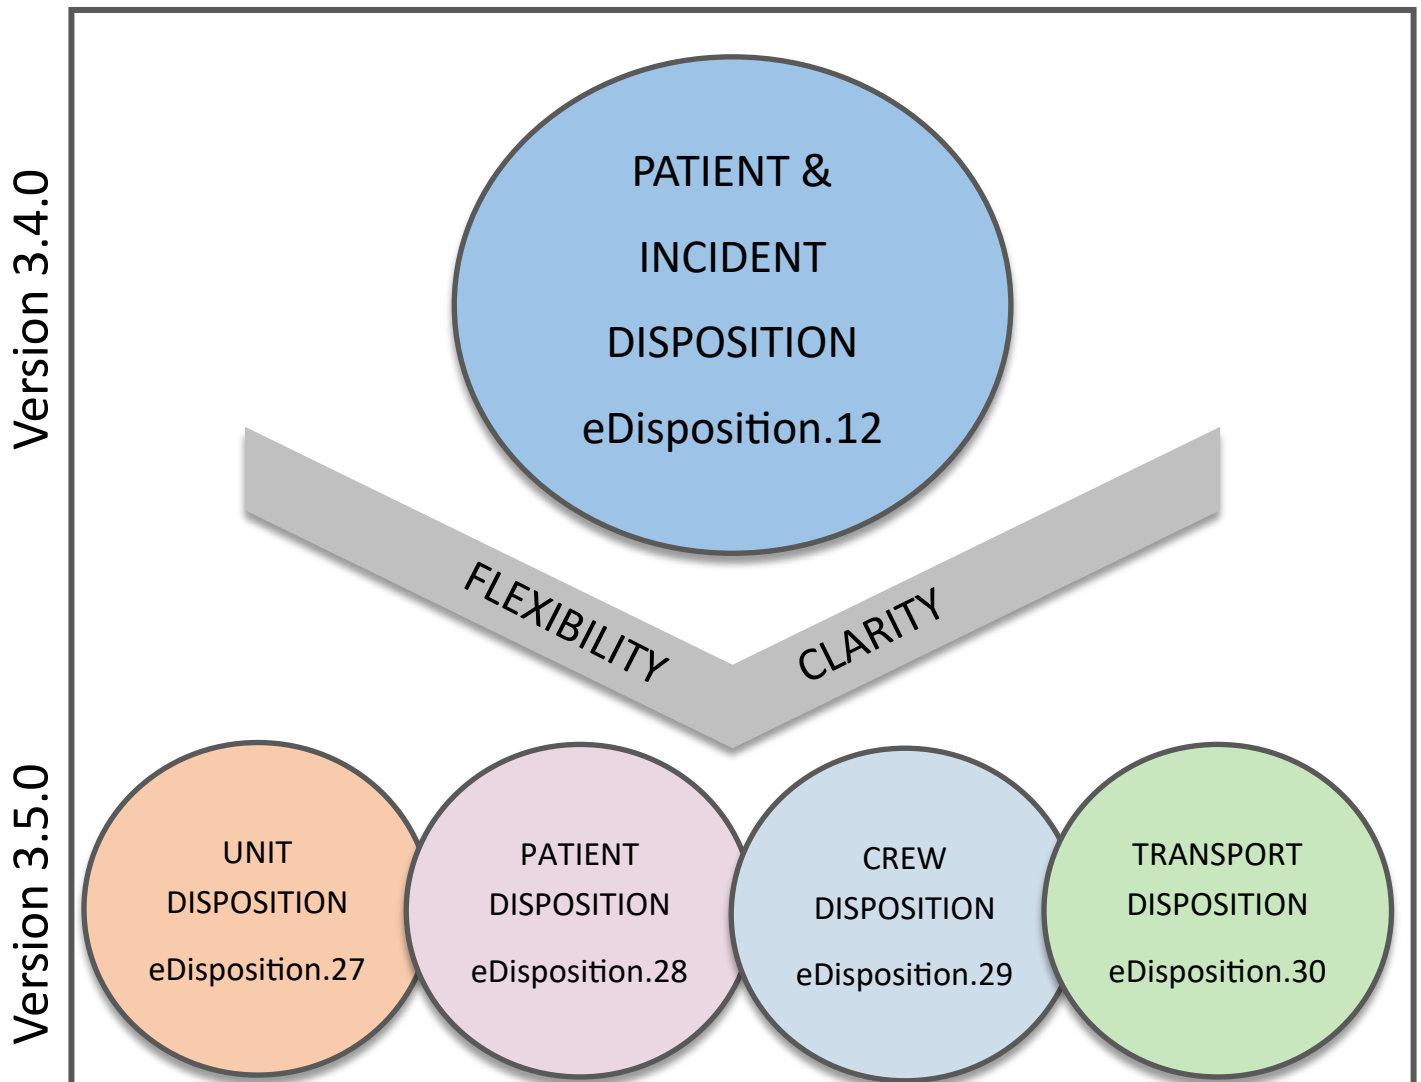 Version 3.4.0
PATIENT &
INCIDENT
DISPOSITION
eDisposition.12
FLEXIBILITY
CLARITY
Version 3.5.0
UNIT
DISPOSITION
eDisposition.27
PATIENT
DISPOSITION
eDisposition.28
CREW
DISPOSITION
eDisposition.29
TRANSPORT
DISPOSITION
eDisposition.30